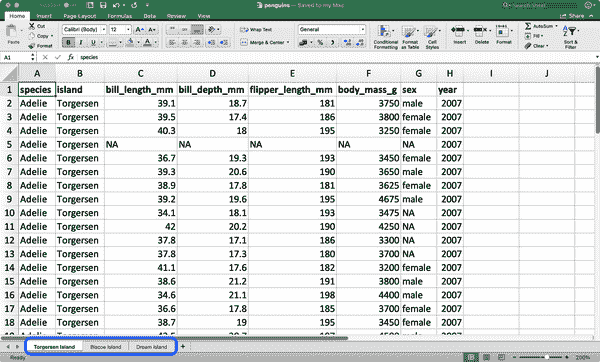 penguins — Saved to my Mac
Home Insert Draw Page Layout Formulas Data Review View Share
Paste Cut Copy Format Calibri (Body) 12 Wrap Text Merge & Center General Conditional Formatting Format as Table Cell Styles Insert Delete Format AutoSum Fill Clear Sort & Filter
A1 fx species
A B C D E F G H I J
1 species island bill_length_mm bill_depth_mm flipper_length_mm body_mass_g sex year
2 Adelie Torgersen 39.1 18.7 181 3750 male 2007
3 Adelie Torgersen 39.5 17.4 186 3800 female 2007
4 Adelie Torgersen 40.3 18 195 3250 female 2007
5 Adelie Torgersen NA NA NA NA NA 2007
6 Adelie Torgersen 36.7 19.3 193 3450 female 2007
7 Adelie Torgersen 39.3 20.6 190 3650 male 2007
8 Adelie Torgersen 38.9 17.8 181 3625 female 2007
9 Adelie Torgersen 39.2 19.6 195 4675 male 2007
10 Adelie Torgersen 34.1 18.1 193 3475 NA 2007
11 Adelie Torgersen 42 20.2 190 4250 NA 2007
12 Adelie Torgersen 37.8 17.1 186 3300 NA 2007
13 Adelie Torgersen 37.8 17.3 180 3700 NA 2007
14 Adelie Torgersen 41.1 17.6 182 3200 female 2007
15 Adelie Torgersen 38.6 21.2 191 3800 male 2007
16 Adelie Torgersen 34.6 21.1 198 4400 male 2007
17 Adelie Torgersen 36.6 17.8 185 3700 female 2007
18 Adelie Torgersen 38.7 19 195 3450 female 2007
Torgersen Island Biscoe Island Dream Island
Ready 200%